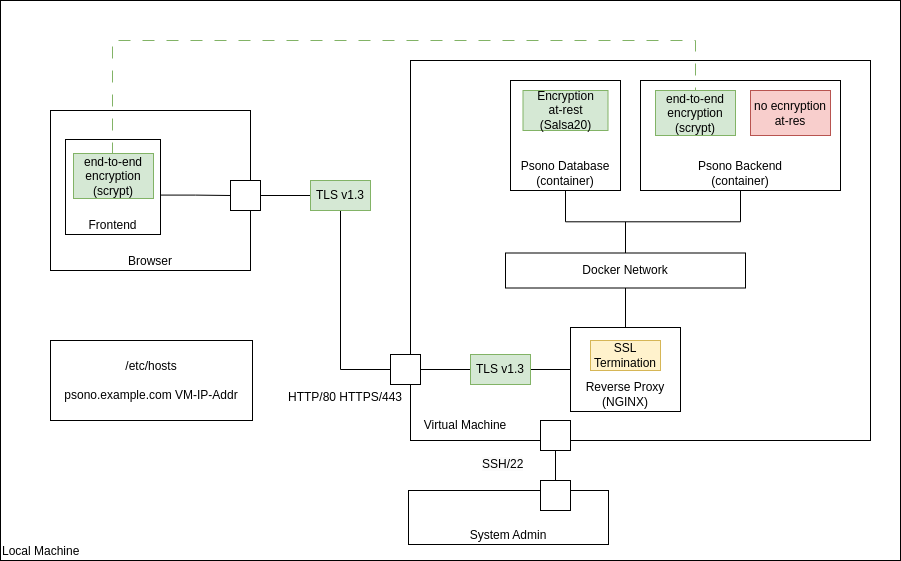 Encryption
at-rest
(Salsa20)
end-to-end
encryption
(scrypt)
no ecnryption
at-res
Psono Database
(container)
Psono Backend
(container)
end-to-end
encryption
(scrypt)
Frontend
Browser
TLS v1.3
Docker Network
/etc/hosts
psono.example.com VM-IP-Addr
HTTP/80 HTTPS/443
TLS v1.3
SSL
Termination
Reverse Proxy
(NGINX)
Virtual Machine
SSH/22
System Admin
Local Machine